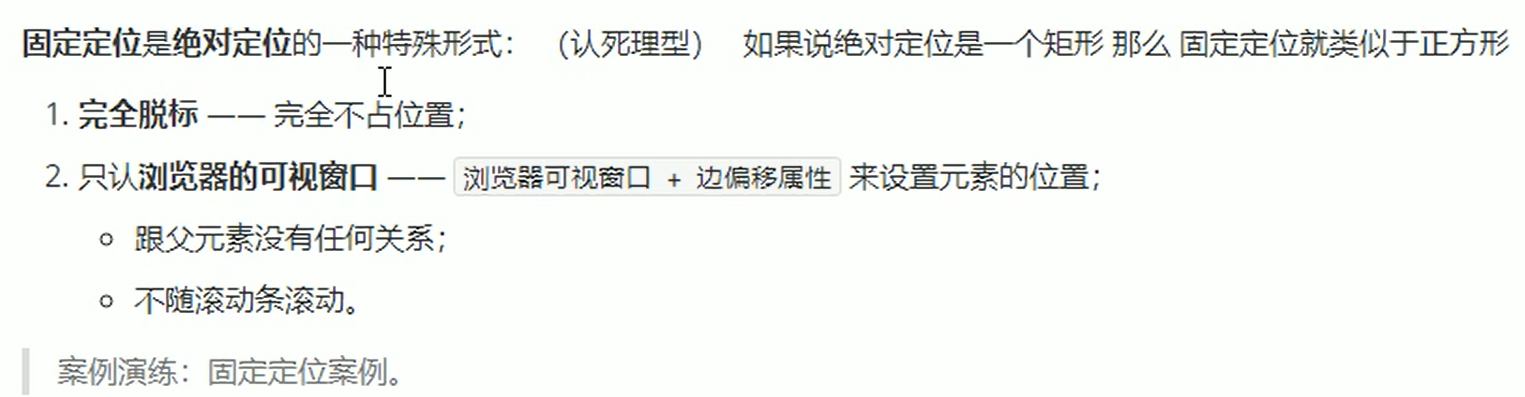 固定定位是绝对定位的一种特殊形式： （认死理型） 如果说绝对定位是一个矩形 那么 固定定位就类似于正方形
1. 完全脱标 —— 完全不占位置；
2. 只认浏览器的可视窗口 —— 浏览器可视窗口 + 边偏移属性 来设置元素的位置；
跟父元素没有任何关系；
不随滚动条滚动。
案例演练：固定定位案例。